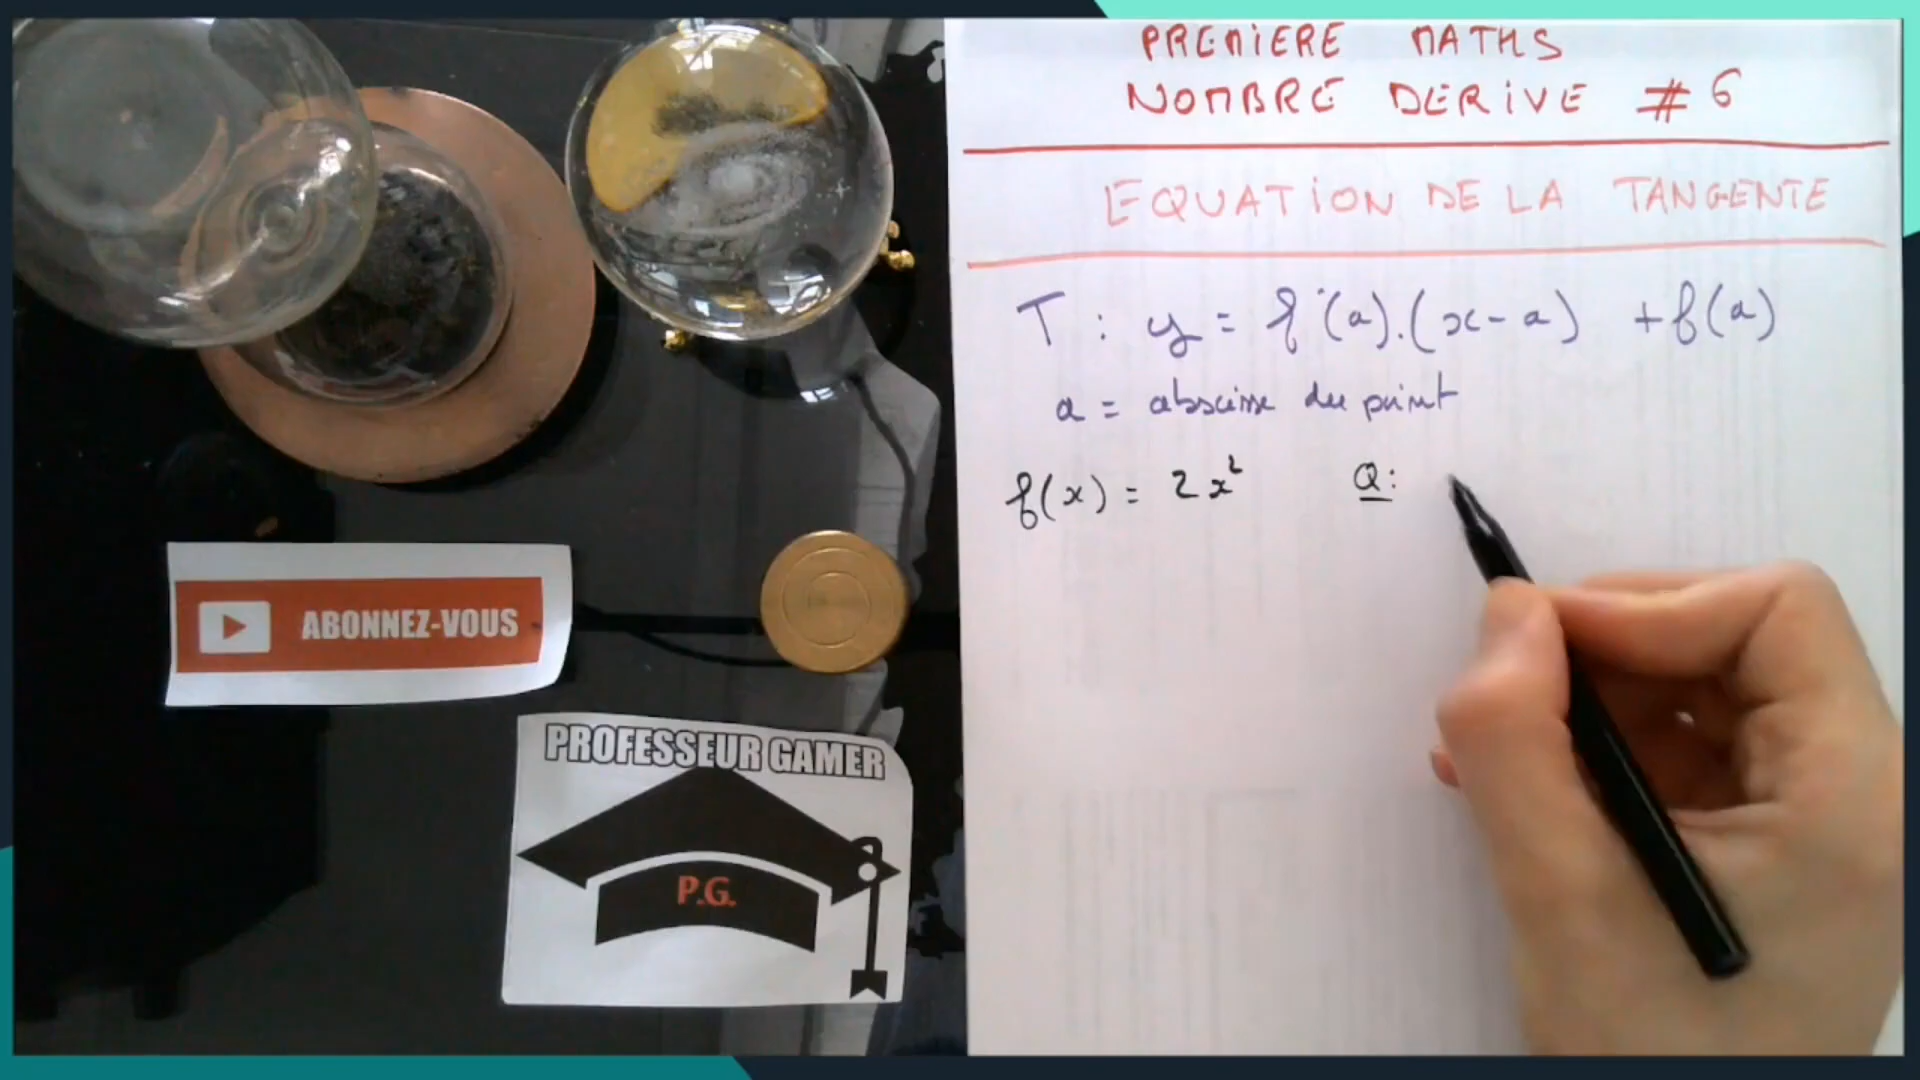 PREMIERE MATHS
NOMBRE DERIVE #6
EQUATION DE LA TANGENTE
T : y = f'(a).(x-a) +f(a)
a = abscisse du point
f(x) = 2x² Q:
ABONNEZ-VOUS
PROFESSEUR GAMER
P.G.